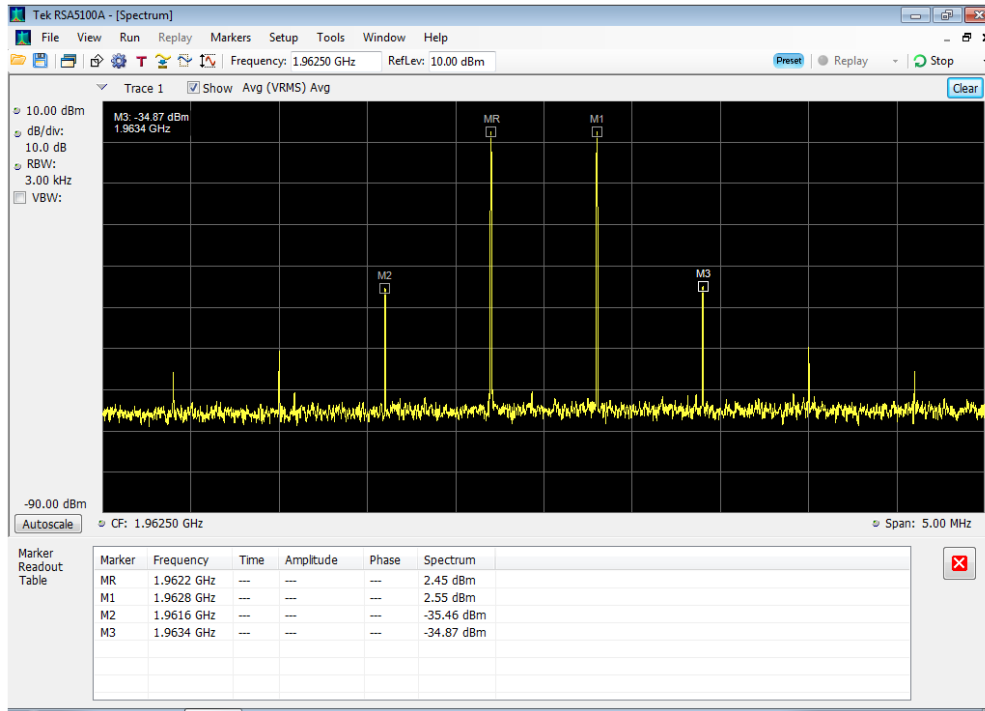 Tek RSA5100A - [Spectrum]
File View Run Replay Markers Setup Tools Window Help
T Frequency: 1.96250 GHz RefLev: 10.00 dBm Preset Replay Stop
Trace 1 Show Avg (VRMS) Avg Clear
10.00 dBm
dB/div:
10.0 dB
RBW:
3.00 kHz
VBW:
M3: -34.87 dBm
1.9634 GHz
MR
M1
M2
M3
-90.00 dBm
Autoscale CF: 1.96250 GHz Span: 5.00 MHz
Marker
Readout
Table
Marker Frequency Time Amplitude Phase Spectrum
MR 1.9622 GHz --- --- --- 2.45 dBm
M1 1.9628 GHz --- --- --- 2.55 dBm
M2 1.9616 GHz --- --- --- -35.46 dBm
M3 1.9634 GHz --- --- --- -34.87 dBm